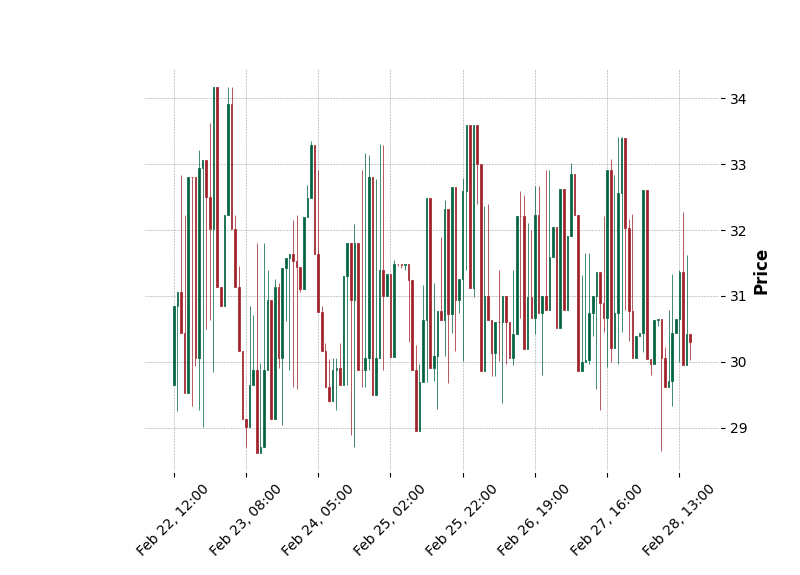 34
33
32
31
30
29
Price
Feb 22, 12:00
Feb 23, 08:00
Feb 24, 05:00
Feb 25, 02:00
Feb 25, 22:00
Feb 26, 19:00
Feb 27, 16:00
Feb 28, 13:00